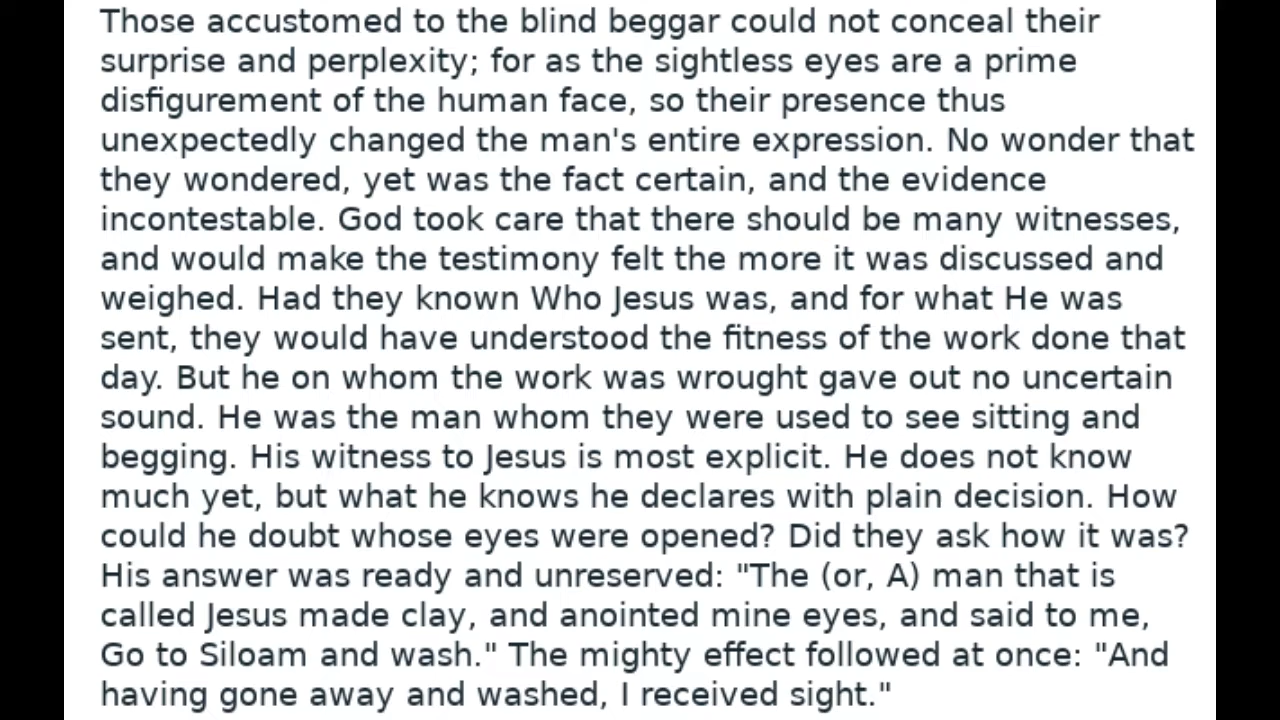 Those accustomed to the blind beggar could not conceal their
surprise and perplexity; for as the sightless eyes are a prime
disfigurement of the human face, so their presence thus
unexpectedly changed the man's entire expression. No wonder that
they wondered, yet was the fact certain, and the evidence
incontestable. God took care that there should be many witnesses,
and would make the testimony felt the more it was discussed and
weighed. Had they known Who Jesus was, and for what He was
sent, they would have understood the fitness of the work done that
day. But he on whom the work was wrought gave out no uncertain
sound. He was the man whom they were used to see sitting and
begging. His witness to Jesus is most explicit. He does not know
much yet, but what he knows he declares with plain decision. How
could he doubt whose eyes were opened? Did they ask how it was?
His answer was ready and unreserved: "The (or, A) man that is
called Jesus made clay, and anointed mine eyes, and said to me,
Go to Siloam and wash." The mighty effect followed at once: "And
having gone away and washed, I received sight."